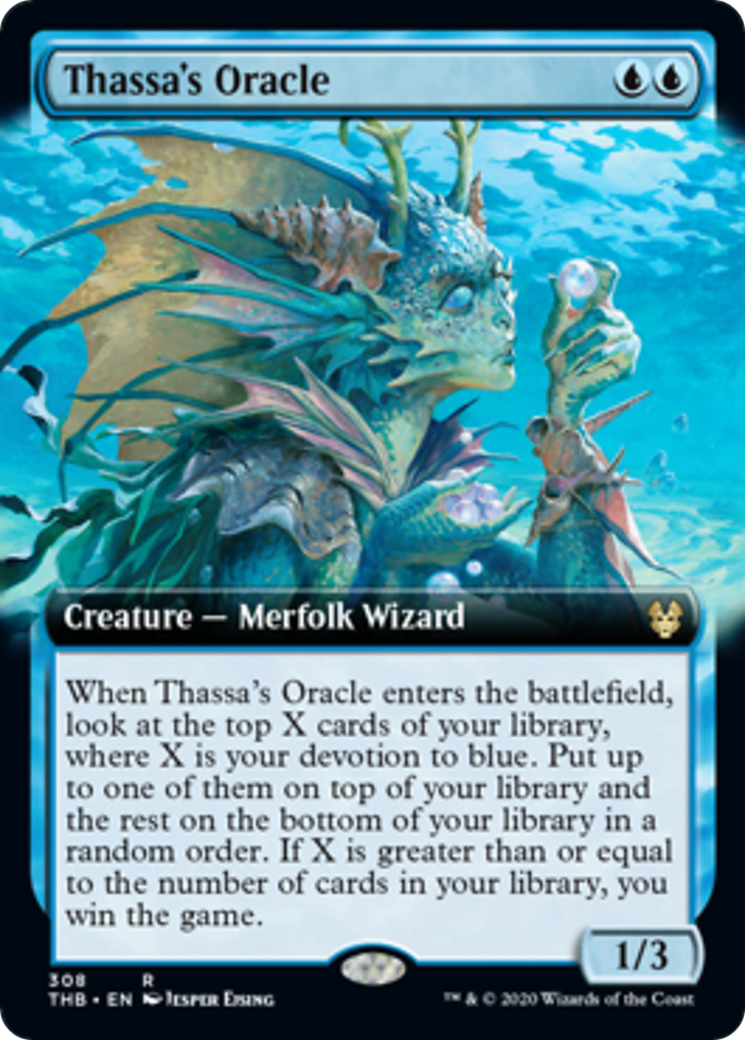 Thassa's Oracle
Creature — Merfolk Wizard
When Thassa's Oracle enters the battlefield,
look at the top X cards of your library,
where X is your devotion to blue. Put up
to one of them on top of your library and
the rest on the bottom of your library in a
random order. If X is greater than or equal
to the number of cards in your library, you
win the game.
1/3
308 R
THB • EN Jesper Ejsing
™ & © 2020 Wizards of the Coast